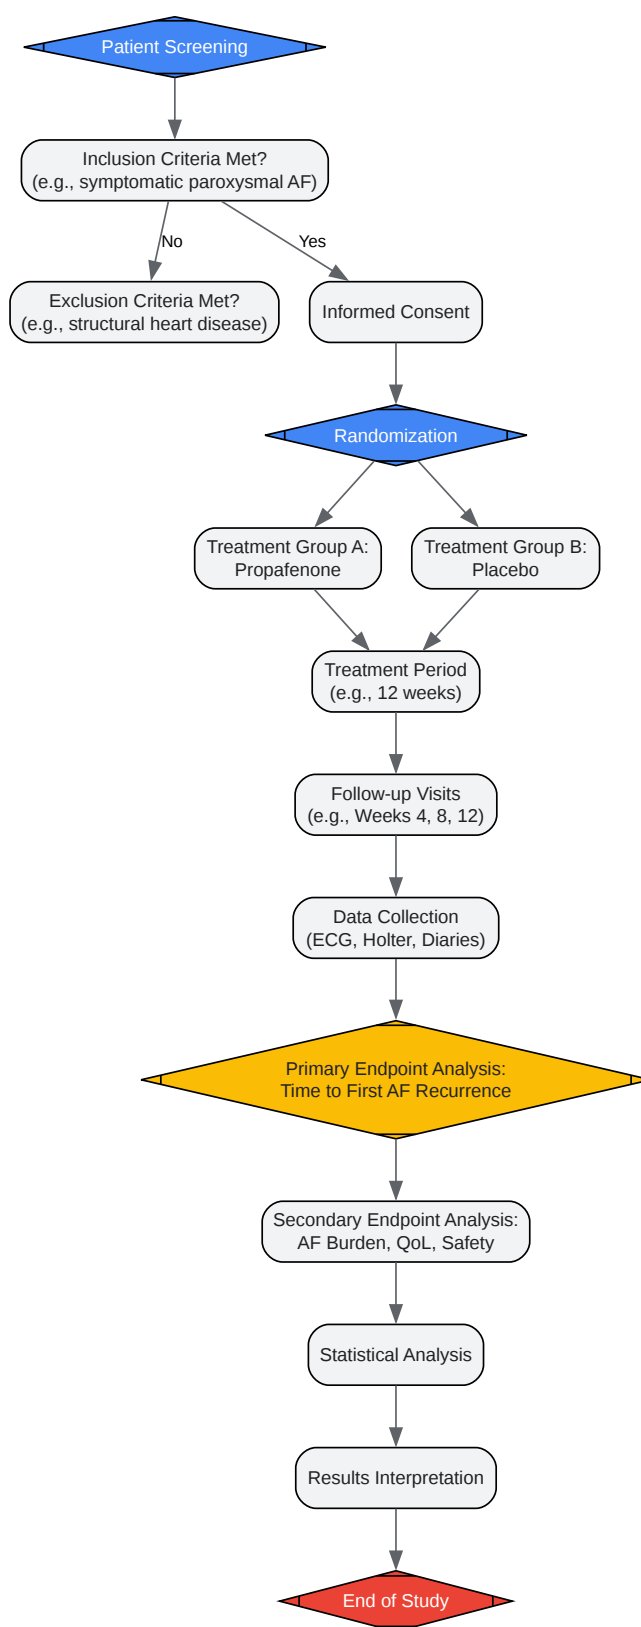 Patient Screening
Inclusion Criteria Met?
(e.g., symptomatic paroxysmal AF)
No
Yes
Exclusion Criteria Met?
(e.g., structural heart disease)
Informed Consent
Randomization
Treatment Group A:
Propafenone
Treatment Group B:
Placebo
Treatment Period
(e.g., 12 weeks)
Follow-up Visits
(e.g., Weeks 4, 8, 12)
Data Collection
(ECG, Holter, Diaries)
Primary Endpoint Analysis:
Time to First AF Recurrence
Secondary Endpoint Analysis:
AF Burden, QoL, Safety
Statistical Analysis
Results Interpretation
End of Study